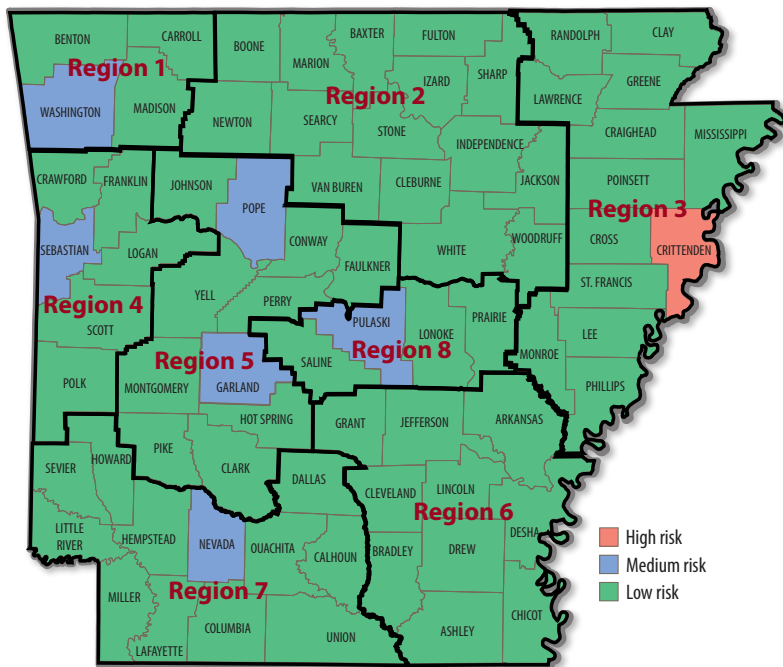 BENTON
CARROLL
BOONE
BAXTER
FULTON
RANDOLPH
CLAY
MARION
Region 1
IZARD
SHARP
GREENE
WASHINGTON
MADISON
Region 2
LAWRENCE
NEWTON
SEARCY
STONE
CRAIGHEAD
MISSISSIPPI
INDEPENDENCE
CRAWFORD
FRANKLIN
JOHNSON
POPE
VAN BUREN
CLEBURNE
JACKSON
POINSETT
Region 3
SEBASTIAN
LOGAN
CONWAY
WHITE
WOODRUFF
CROSS
CRITTENDEN
FAULKNER
ST. FRANCIS
YELL
PERRY
Region 4
PULASKI
PRAIRIE
SCOTT
LONOKE
LEE
Region 5
SALINE
Region 8
MONROE
POLK
MONTGOMERY
GARLAND
PHILLIPS
HOT SPRING
GRANT
JEFFERSON
ARKANSAS
PIKE
SEVIER
HOWARD
CLARK
DALLAS
CLEVELAND
LINCOLN
Region 6
LITTLE
RIVER
HEMPSTEAD
NEVADA
OUACHITA
CALHOUN
BRADLEY
DREW
DESHA
High risk
Medium risk
Low risk
MILLER
Region 7
LAFAYETTE
COLUMBIA
UNION
ASHLEY
CHICOT